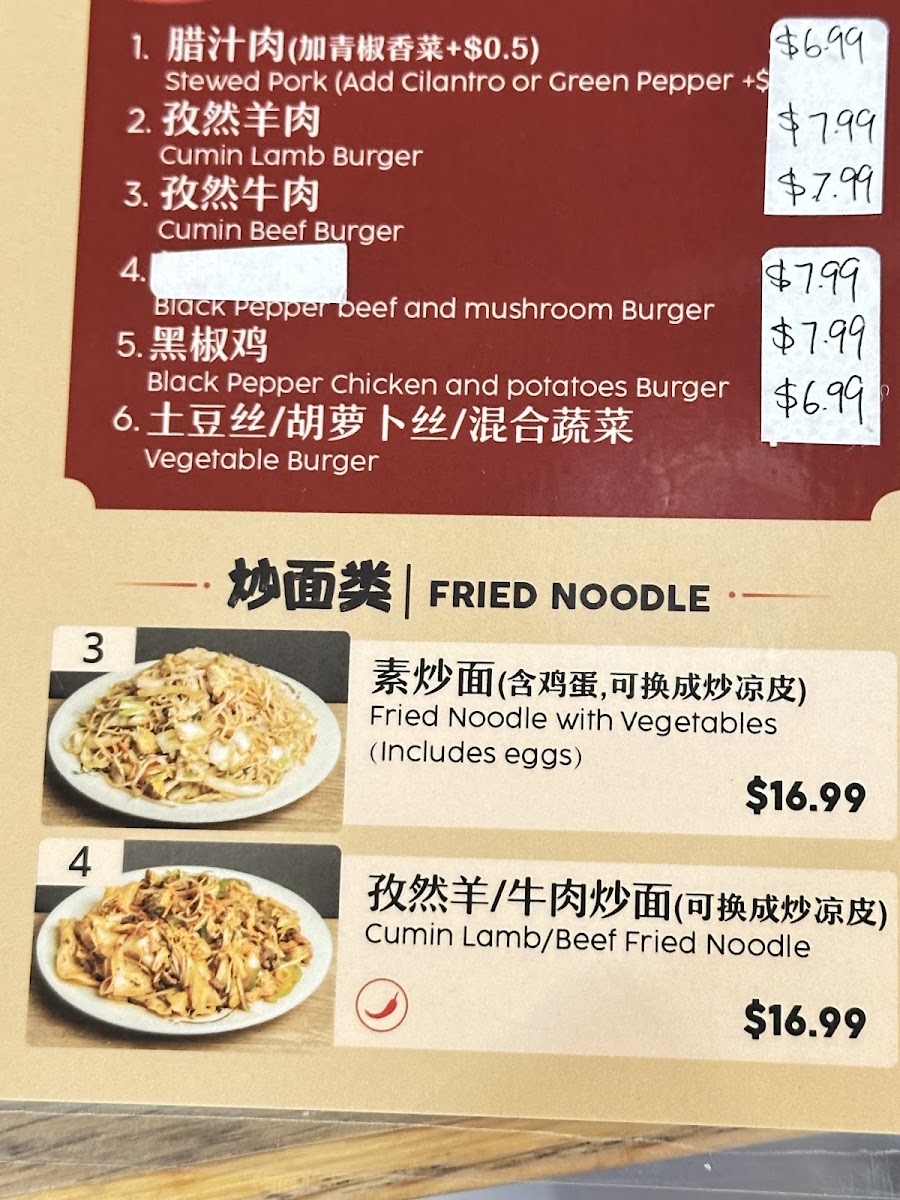 1. 腊汁肉(加青椒香菜+$0.5) $6.99
Stewed Pork (Add Cilantro or Green Pepper +$
2. 孜然羊肉 $7.99
Cumin Lamb Burger
3. 孜然牛肉 $7.99
Cumin Beef Burger
4. $7.99
Black Pepper beef and mushroom Burger
5. 黑椒鸡 $7.99
Black Pepper Chicken and potatoes Burger
6. 土豆丝/胡萝卜丝/混合蔬菜 $6.99
Vegetable Burger
炒面类 | FRIED NOODLE
3
素炒面(含鸡蛋,可换成炒凉皮)
Fried Noodle with Vegetables
(Includes eggs)
$16.99
4
孜然羊/牛肉炒面(可换成炒凉皮)
Cumin Lamb/Beef Fried Noodle
$16.99